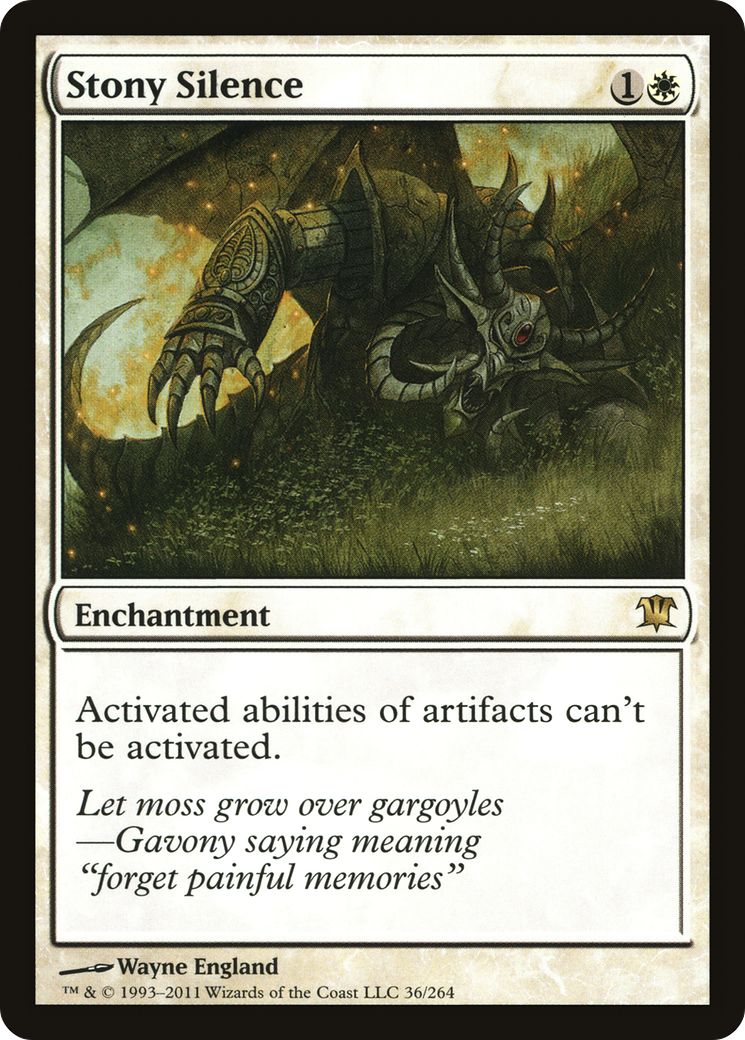 Stony Silence
1
Enchantment
Activated abilities of artifacts can't
be activated.
Let moss grow over gargoyles
—Gavony saying meaning
“forget painful memories”
Wayne England
™ & © 1993–2011 Wizards of the Coast LLC 36/264